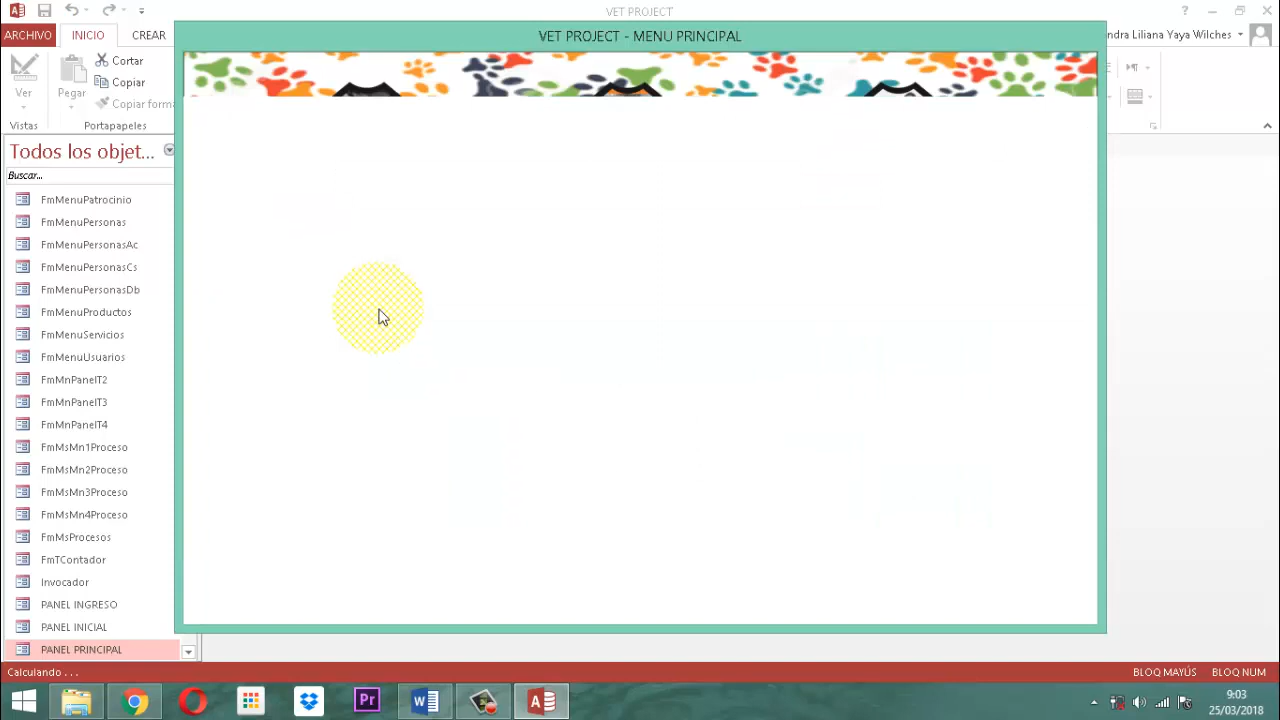 VET PROJECT
ARCHIVO
INICIO
CREAR
ndra Liliana Yaya Wilches
VET PROJECT - MENU PRINCIPAL
Ver
Pegar
Cortar
Copiar
Copiar forma
Vistas
Portapapeles
Todos los objet...
Buscar...
FmMenuPatrocinio
FmMenuPersonas
FmMenuPersonasAc
FmMenuPersonasCs
FmMenuPersonasDb
FmMenuProductos
FmMenuServicios
FmMenuUsuarios
FmMnPanelT2
FmMnPanelT3
FmMnPanelT4
FmMsMn1Proceso
FmMsMn2Proceso
FmMsMn3Proceso
FmMsMn4Proceso
FmMsProcesos
FmTContador
Invocador
PANEL INGRESO
PANEL INICIAL
PANEL PRINCIPAL
Calculando . . .
BLOQ MAYÚS
BLOQ NUM
Pr
9:03
25/03/2018